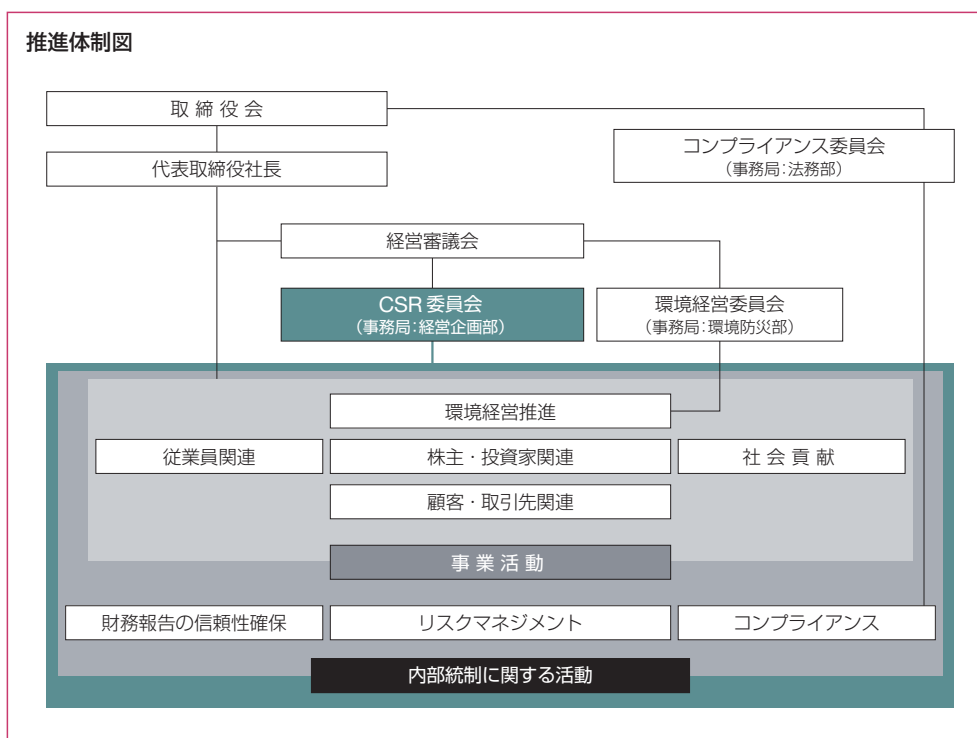 推進体制図
取締役会
コンプライアンス委員会
（事務局：法務部）
代表取締役社長
経営審議会
CSR委員会
（事務局：経営企画部）
環境経営委員会
（事務局：環境防災部）
環境経営推進
従業員関連
株主・投資家関連
社会貢献
顧客・取引先関連
事業活動
財務報告の信頼性確保
リスクマネジメント
コンプライアンス
内部統制に関する活動